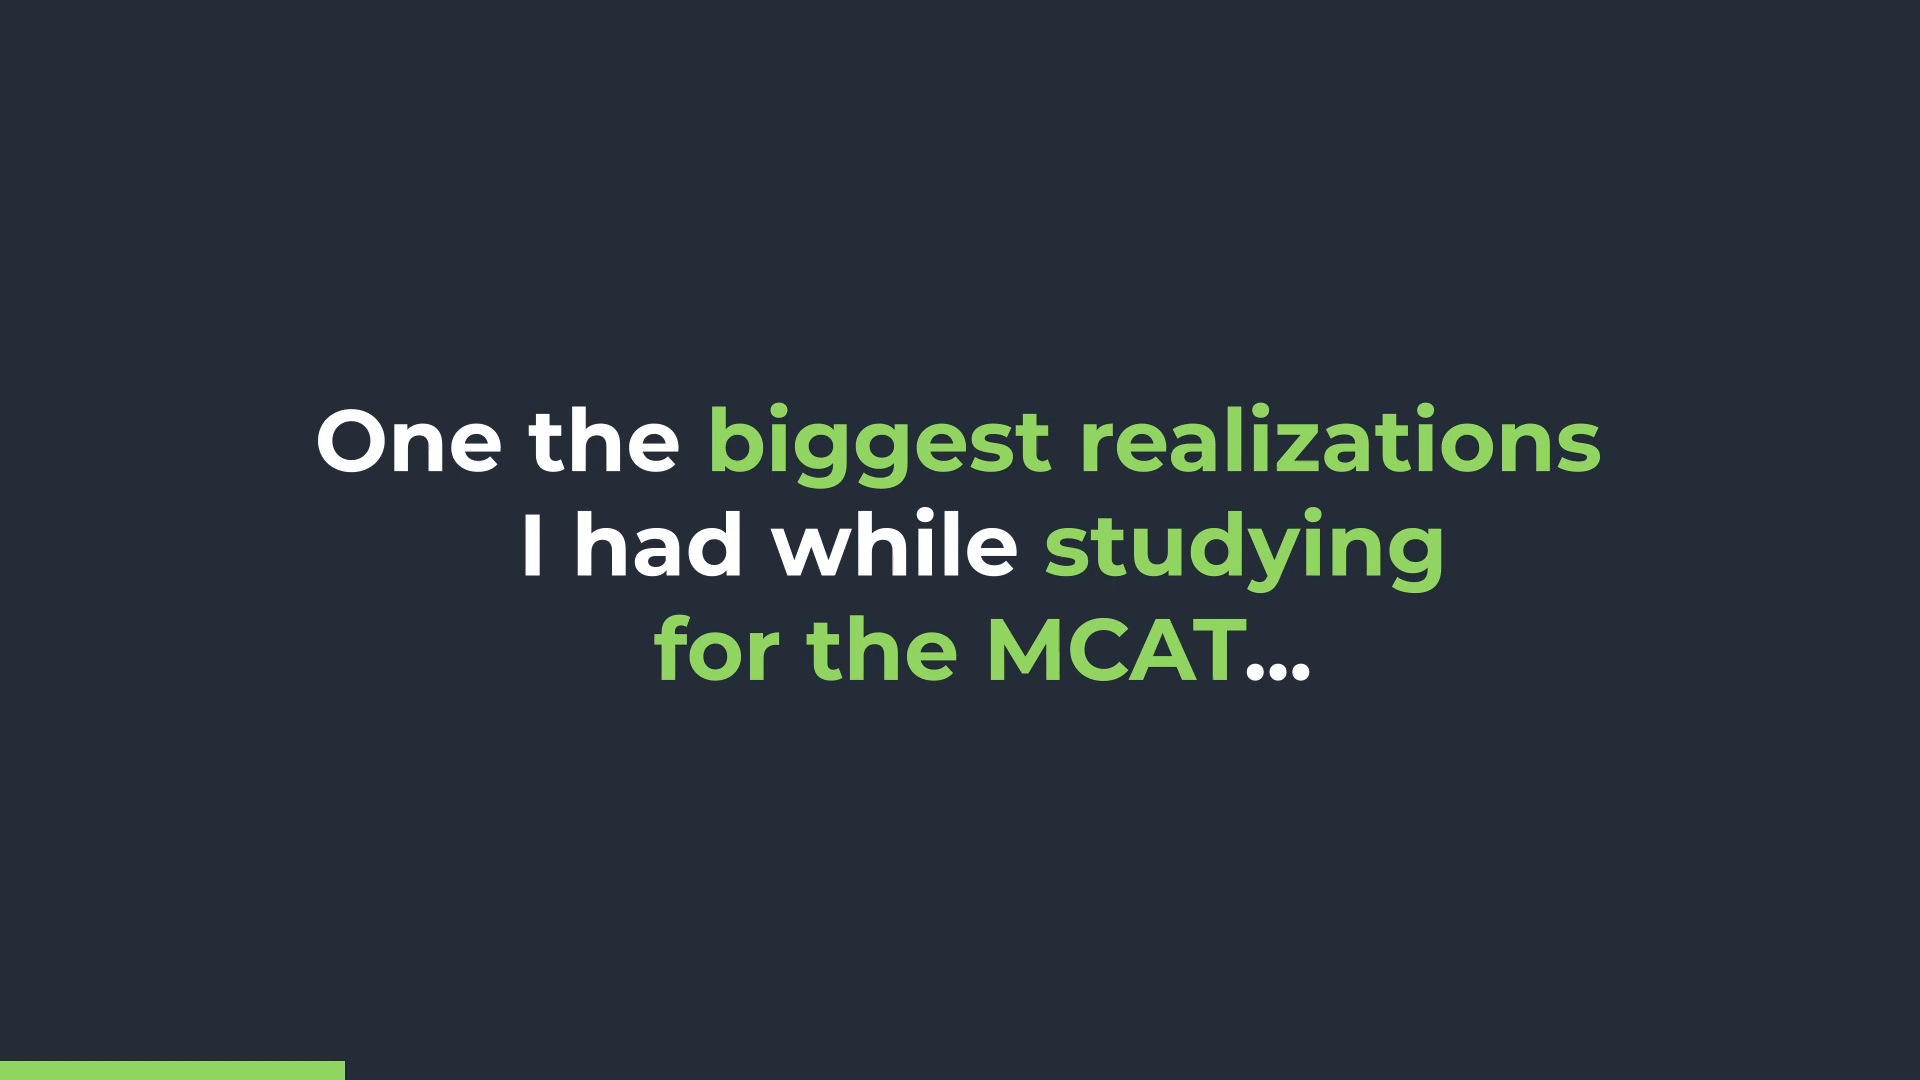 One the biggest realizations
I had while studying
for the MCAT...